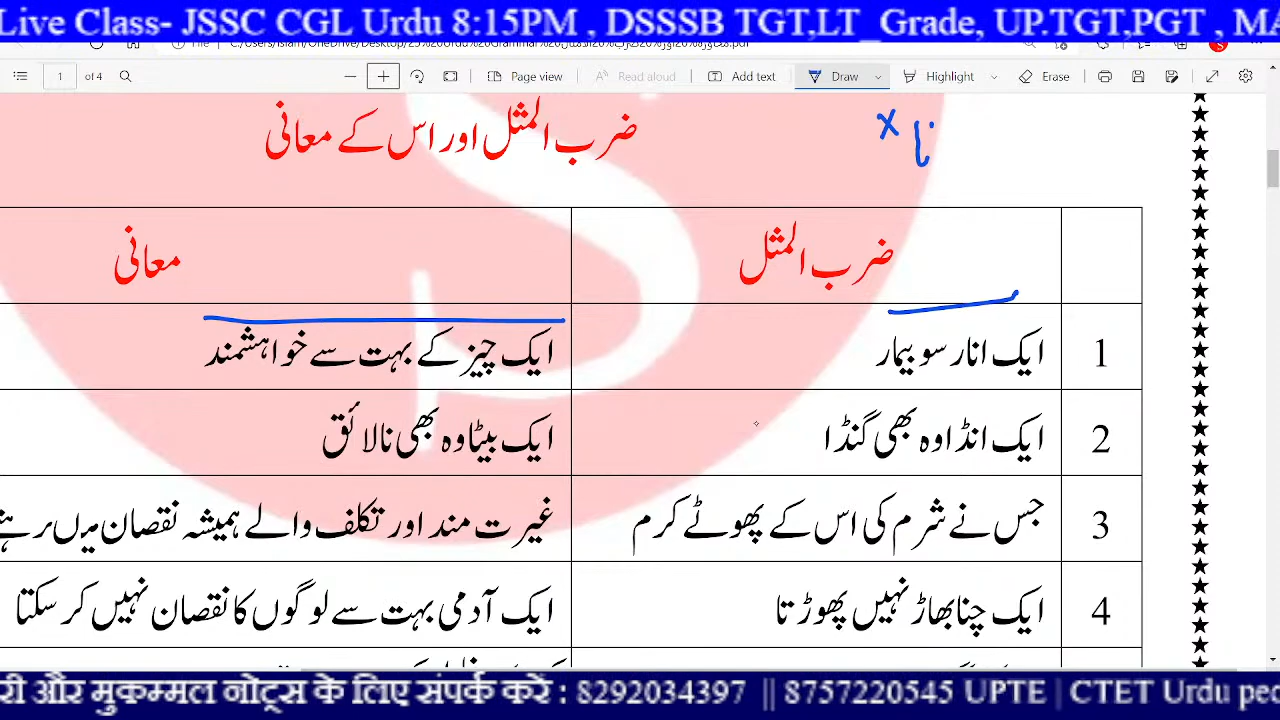 Live Class- JSSC CGL Urdu 8:15PM , DSSSB TGT,LT_Grade, UP.TGT,PGT , MA
1 of 4 Page view Read aloud Add text Draw Highlight Erase
نا x
ضرب المثل اور اس کے معانی
ضرب المثل معانی
1 ایک انار سو بیمار ایک چیز کے بہت سے خواہشمند
2 ایک انڈا وہ بھی گنڈا ایک بیٹا وہ بھی نالائق
3 جس نے شرم کی اس کے پھوٹے کرم غیرت مند اور تکلف والے ہمیشہ نقصان میں رہتے
4 ایک چنا بھاڑ نہیں پھوڑتا ایک آدمی بہت سے لوگوں کا نقصان نہیں کر سکتا
री और मुकम्मल नोट्स के लिए संपर्क करें : 8292034397 || 8757220545 UPTE | CTET Urdu ped